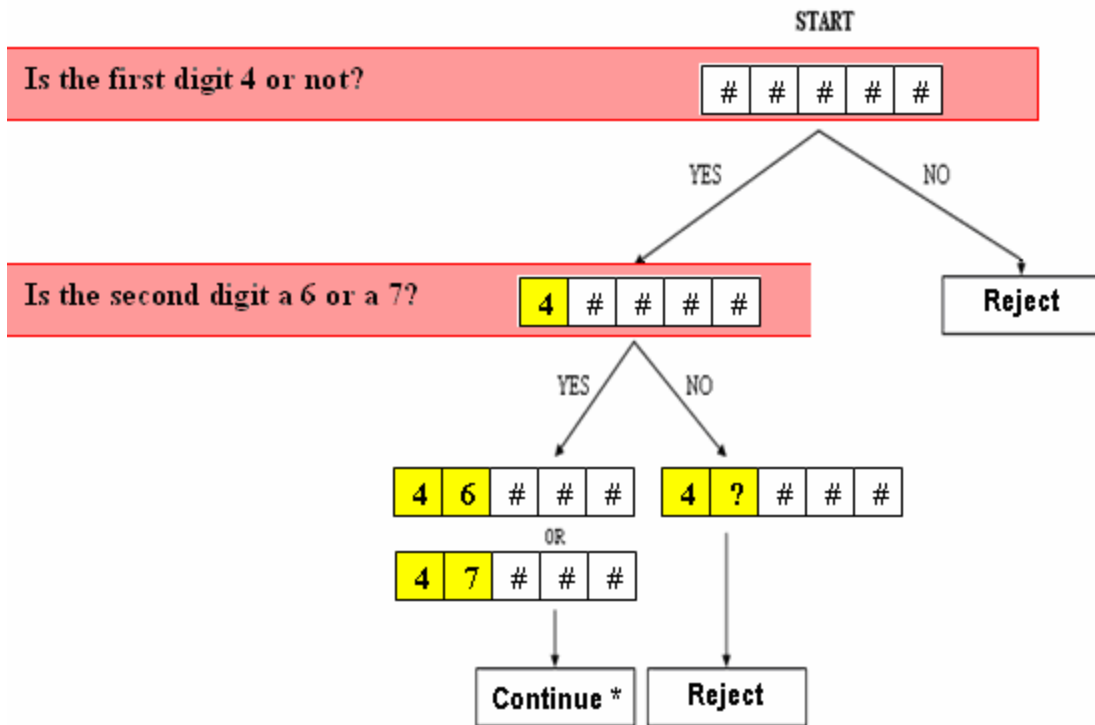 START
Is the first digit 4 or not?
# # # # #
YES NO
Is the second digit a 6 or a 7?
4 # # # #
Reject
YES NO
4 6 # # #
4 ? # # #
OR
4 7 # # #
Continue *
Reject